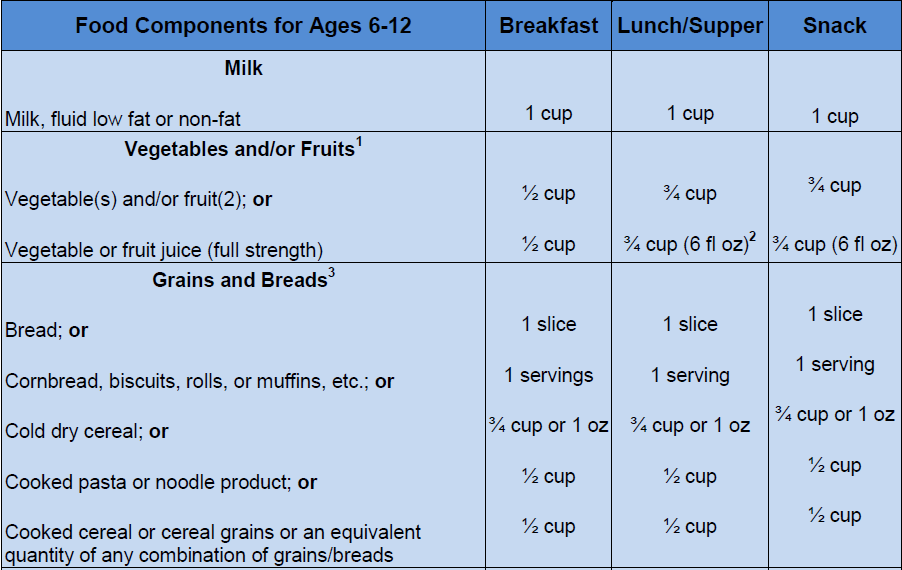 Food Components for Ages 6-12 Breakfast Lunch/Supper Snack
Milk
Milk, fluid low fat or non-fat 1 cup 1 cup 1 cup
Vegetables and/or Fruits¹
Vegetable(s) and/or fruit(2); or ½ cup ¾ cup ¾ cup
Vegetable or fruit juice (full strength) ½ cup ¾ cup (6 fl oz)² ¾ cup (6 fl oz)
Grains and Breads³
Bread; or 1 slice 1 slice 1 slice
Cornbread, biscuits, rolls, or muffins, etc.; or 1 servings 1 serving 1 serving
Cold dry cereal; or ¾ cup or 1 oz ¾ cup or 1 oz ¾ cup or 1 oz
Cooked pasta or noodle product; or ½ cup ½ cup ½ cup
Cooked cereal or cereal grains or an equivalent ½ cup ½ cup ½ cup
quantity of any combination of grains/breads